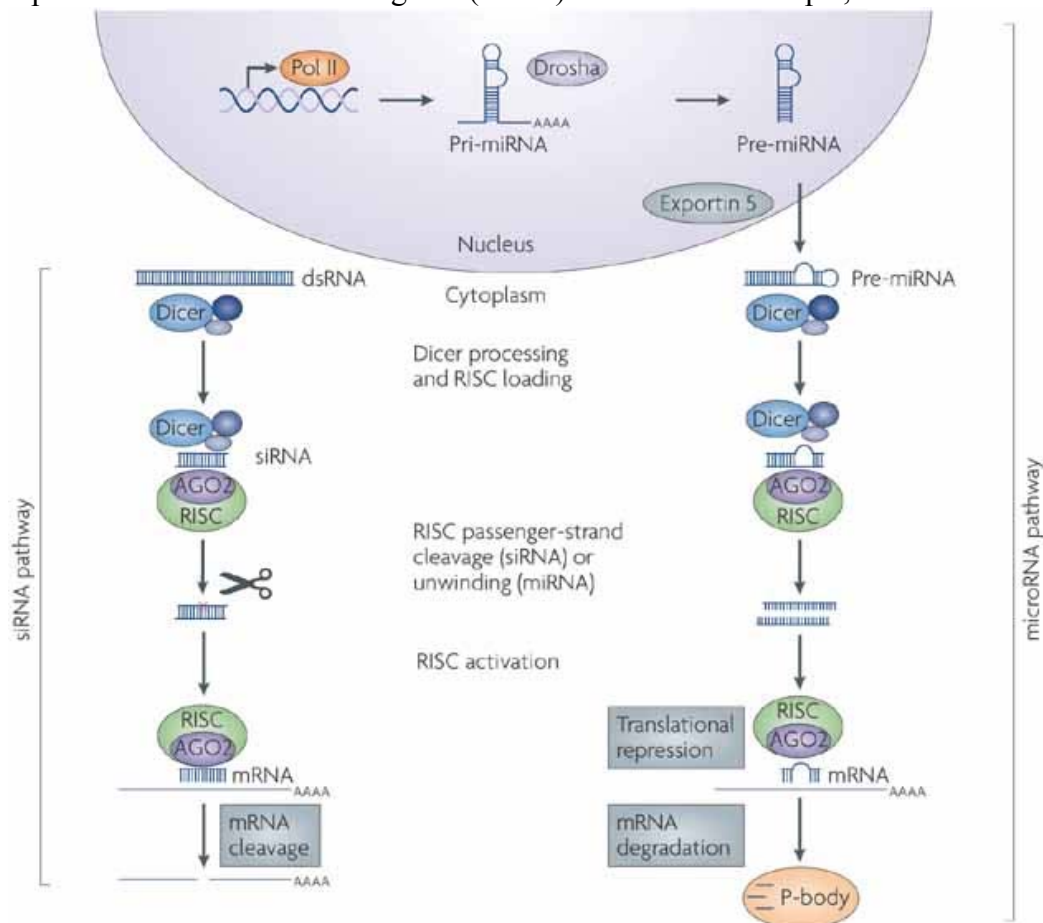 Pol II
Drosha
AAAA
Pri-miRNA
Pre-miRNA
Exportin 5
Nucleus
dsRNA
Cytoplasm
Pre-miRNA
Dicer
Dicer
Dicer processing
and RISC loading
Dicer
Dicer
siRNA
AGO2
RISC
AGO2
RISC
siRNA pathway
microRNA pathway
RISC passenger-strand
cleavage (siRNA) or
unwinding (miRNA)
RISC activation
RISC
AGO2
mRNA
AAAA
Translational
repression
RISC
AGO2
mRNA
AAAA
mRNA
cleavage
AAAA
mRNA
degradation
P-body